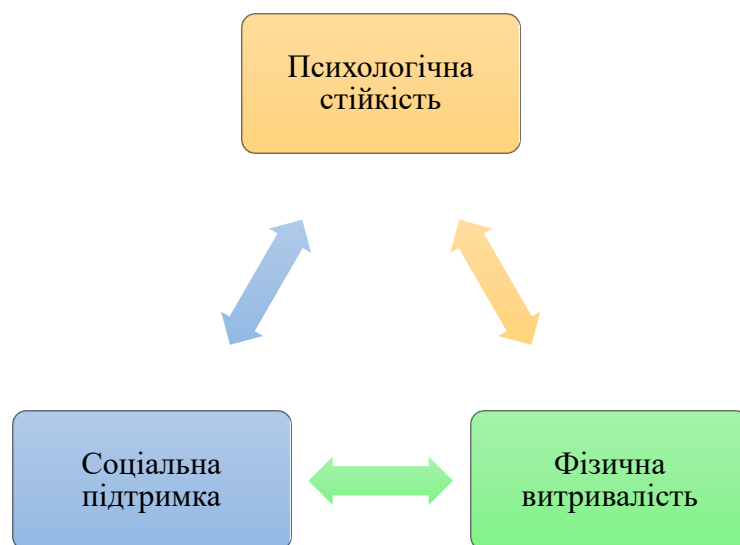 Психологічна
стійкість
Соціальна
підтримка
Фізична
витривалість